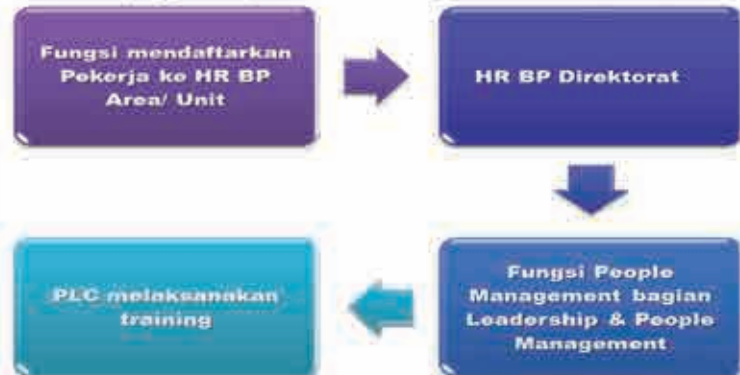 Fungsi mendaftarkan
Pekerja ke HR BP
Area/ Unit
HR BP Direktorat
Fungsi People
Management bagian
Leadership & People
Management
PLC melaksanakan
training